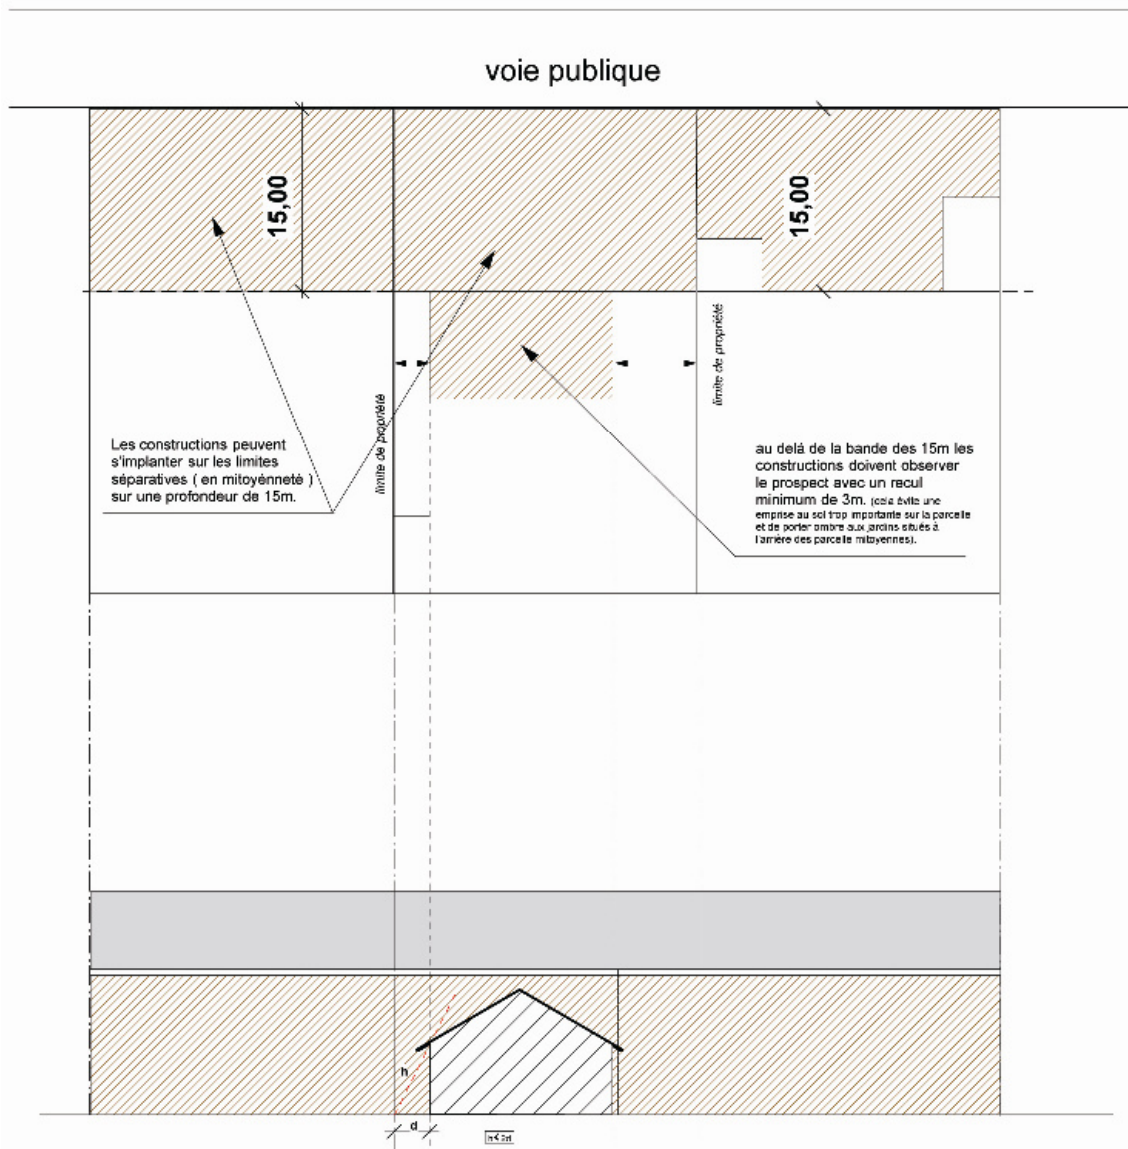 voie publique
15,00
15,00
limite de propriété
limite de propriété
Les constructions peuvent
s'implanter sur les limites
séparatives ( en mitoyènneté )
sur une profondeur de 15m.
au delà de la bande des 15m les
constructions doivent observer
le prospect avec un recul
minimum de 3m. (cela évite une
emprise au sol trop importante sur la parcelle
et de porter ombre aux jardins situés à
l'arrière des parcelle mitoyennes).
h
d